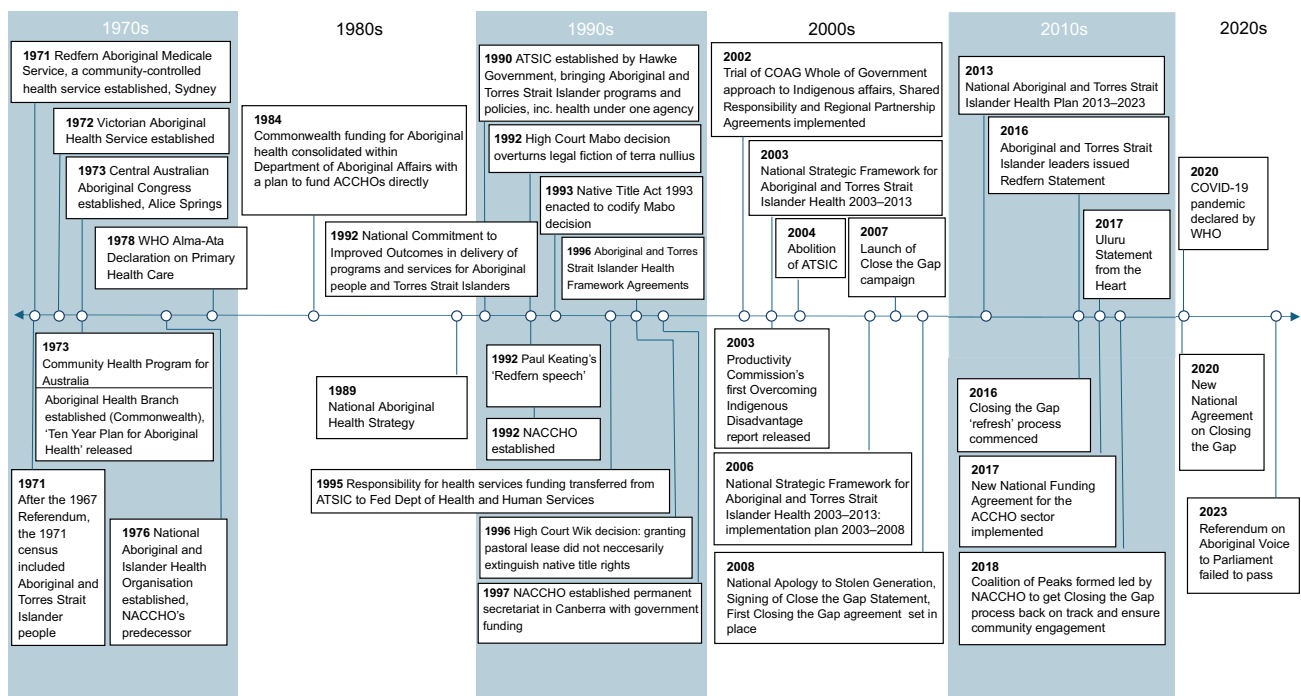 1970s
1980s
1990s
2000s
2010s
2020s
1971 Redfern Aboriginal Medicale
Service, a community-controlled
health service established, Sydney
1972 Victorian Aboriginal
Health Service established
1973 Central Australian
Aboriginal Congress
established, Alice Springs
1978 WHO Alma-Ata
Declaration on Primary
Health Care
1973
Community Health Program for
Australia
Aboriginal Health Branch
established (Commonwealth),
‘Ten Year Plan for Aboriginal
Health’ released
1971
After the 1967
Referendum,
the 1971
census
included
Aboriginal and
Torres Strait
Islander
people
1976 National
Aboriginal and
Islander Health
Organisation
established,
NACCHO’s
predecessor
1984
Commonwealth funding for Aboriginal
health consolidated within
Department of Aboriginal Affairs with
a plan to fund ACCHOs directly
1992 National Commitment to
Improved Outcomes in delivery of
programs and services for Aboriginal
people and Torres Strait Islanders
1989
National Aboriginal
Health Strategy
1990 ATSIC established by Hawke
Government, bringing Aboriginal and
Torres Strait Islander programs and
policies, inc. health under one agency
1992 High Court Mabo decision
overturns legal fiction of terra nullius
1993 Native Title Act 1993
enacted to codify Mabo
decision
1996 Aboriginal and Torres
Strait Islander Health
Framework Agreements
1992 Paul Keating’s
‘Redfern speech’
1992 NACCHO
established
1995 Responsibility for health services funding transferred from
ATSIC to Fed Dept of Health and Human Services
1996 High Court Wik decision: granting
pastoral lease did not neccesarily
extinguish native title rights
1997 NACCHO established permanent
secretariat in Canberra with government
funding
2002
Trial of COAG Whole of Government
approach to Indigenous affairs, Shared
Responsibility and Regional Partnership
Agreements implemented
2003
National Strategic Framework for
Aboriginal and Torres Strait
Islander Health 2003–2013
2004
Abolition
of ATSIC
2007
Launch of
Close the Gap
campaign
2003
Productivity
Commission’s
first Overcoming
Indigenous
Disadvantage
report released
2006
National Strategic Framework for
Aboriginal and Torres Strait
Islander Health 2003–2013:
implementation plan 2003–2008
2008
National Apology to Stolen Generation,
Signing of Close the Gap Statement,
First Closing the Gap agreement set in
place
2013
National Aboriginal and Torres Strait
Islander Health Plan 2013–2023
2016
Aboriginal and Torres Strait
Islander leaders issued
Redfern Statement
2017
Uluru
Statement
from the
Heart
2016
Closing the Gap
‘refresh’ process
commenced
2017
New National Funding
Agreement for the
ACCHO sector
implemented
2018
Coalition of Peaks formed led by
NACCHO to get Closing the Gap
process back on track and ensure
community engagement
2020
COVID-19
pandemic
declared by
WHO
2020
New
National
Agreement
on Closing
the Gap
2023
Referendum on
Aboriginal Voice to
Parliament
failed to pass